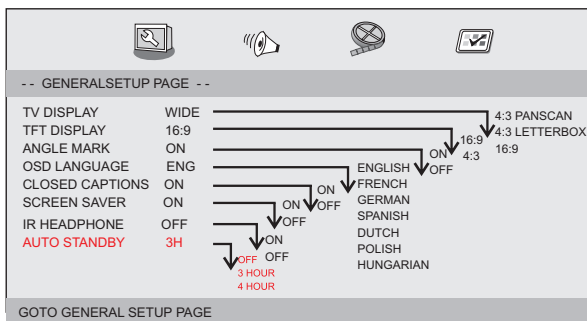 - - GENERALSETUP PAGE - -
TV DISPLAY WIDE
TFT DISPLAY 16:9
ANGLE MARK ON
OSD LANGUAGE ENG
CLOSED CAPTIONS ON
SCREEN SAVER ON
IR HEADPHONE OFF
AUTO STANDBY 3H
4:3 PANSCAN
4:3 LETTERBOX
16:9
16:9
4:3
ON
OFF
ENGLISH
FRENCH
GERMAN
SPANISH
DUTCH
POLISH
HUNGARIAN
ON
OFF
ON
OFF
ON
OFF
OFF
3 HOUR
4 HOUR
GOTO GENERAL SETUP PAGE